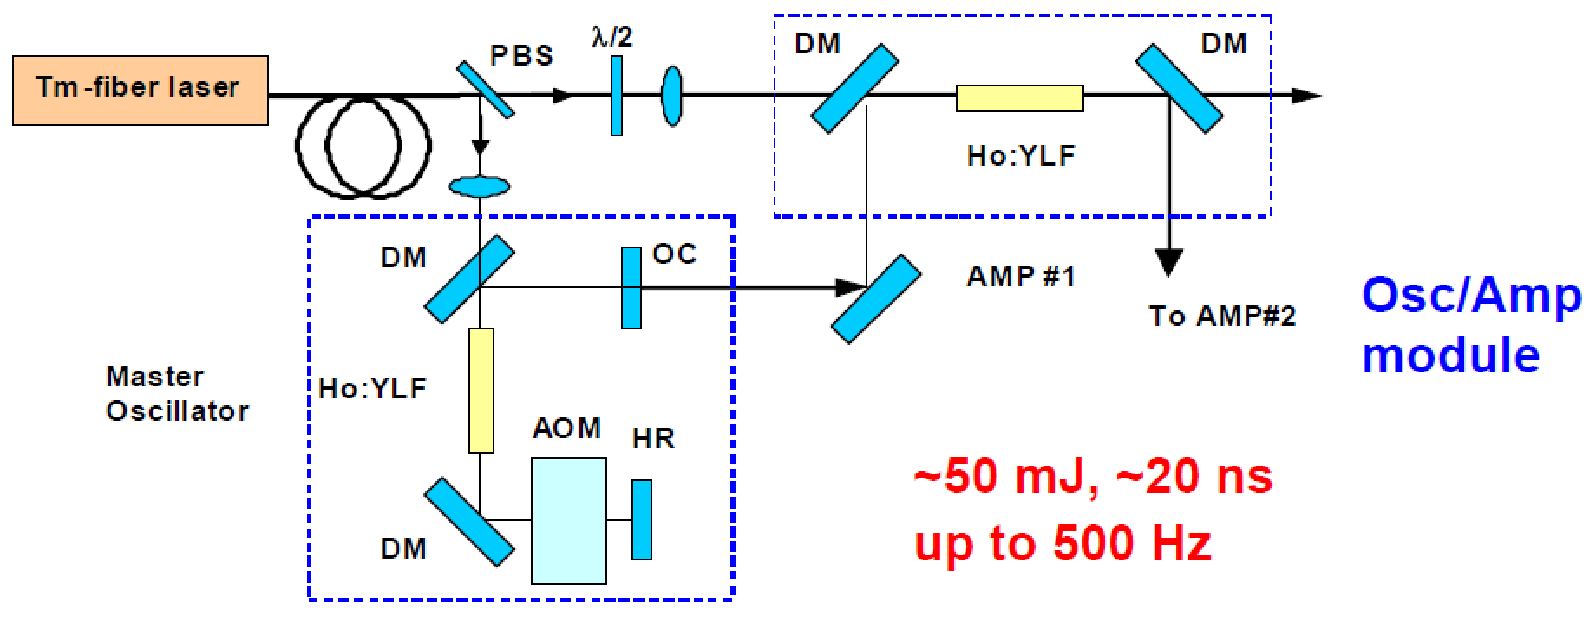 Tm-fiber laser
PBS
λ/2
DM
DM
Ho:YLF
DM
OC
AMP #1
To AMP#2
Osc/Amp
module
Master
Oscillator
Ho:YLF
AOM
HR
DM
~50 mJ, ~20 ns
up to 500 Hz